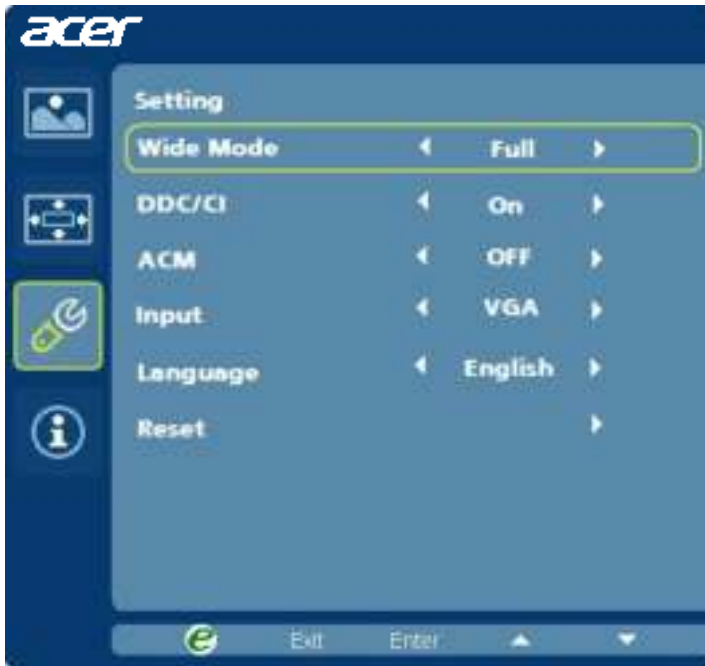 acer
Setting
Wide Mode Full
DDC/CI On
ACM OFF
Input VGA
Language English
Reset
e Exit Enter